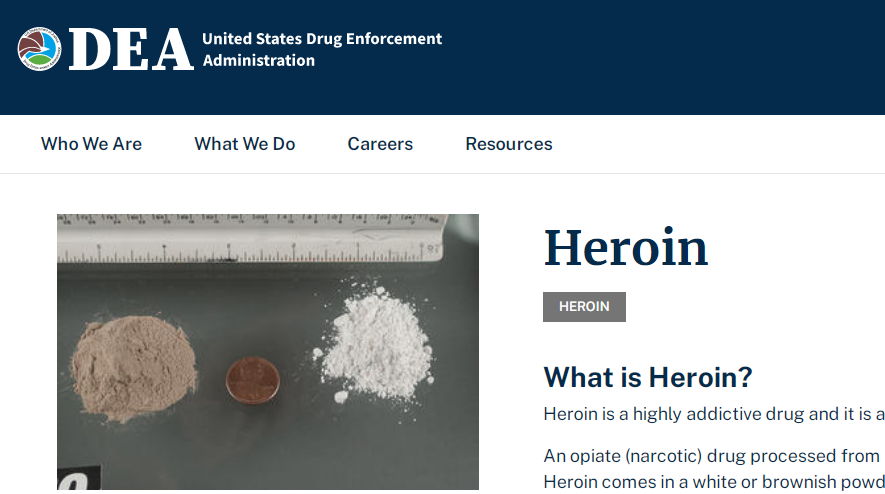 DEA
United States Drug Enforcement
Administration
Who We Are
What We Do
Careers
Resources
Heroin
HEROIN
What is Heroin?
Heroin is a highly addictive drug and it is a
An opiate (narcotic) drug processed from
Heroin comes in a white or brownish powd